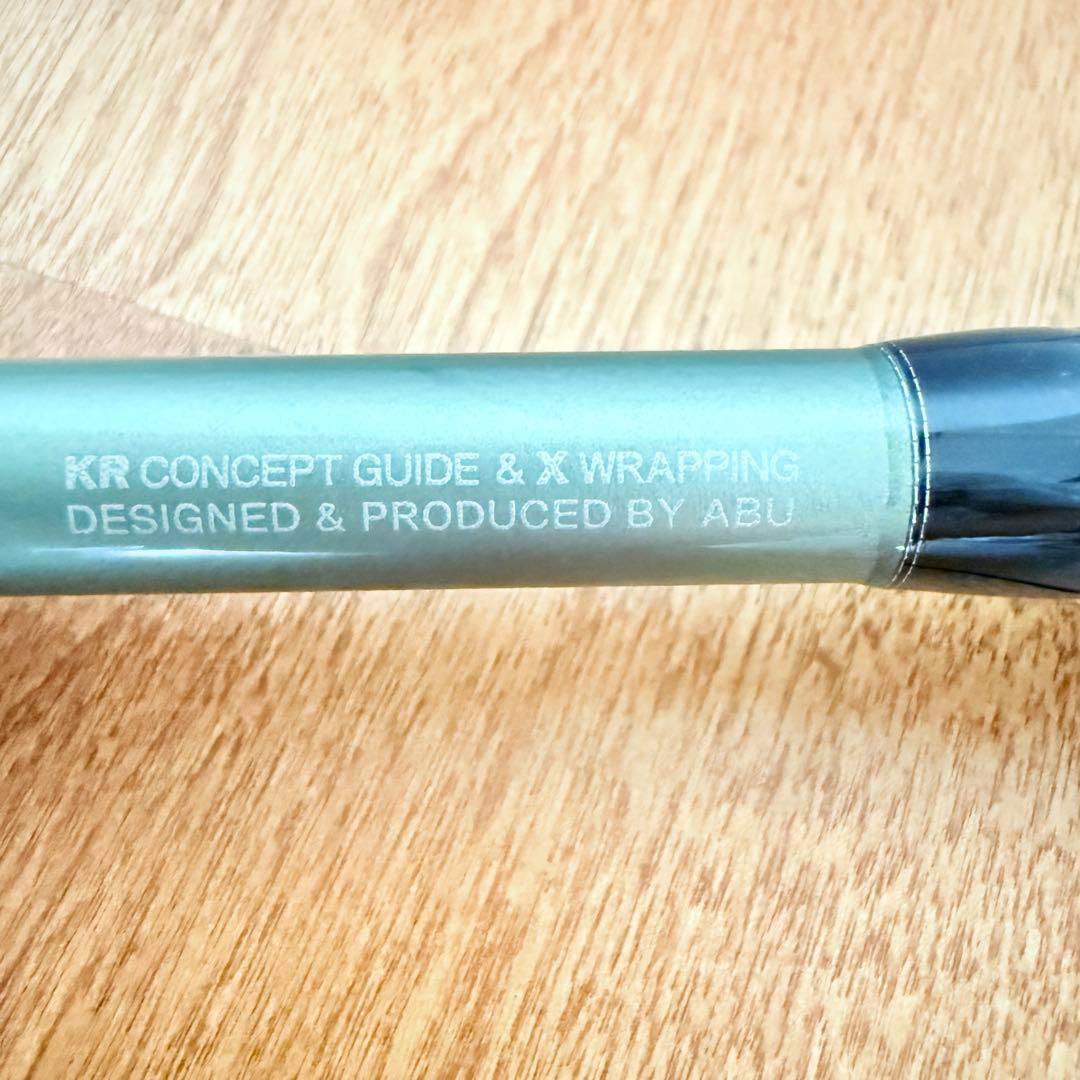 KR CONCEPT GUIDE & X WRAPPING
DESIGNED & PRODUCED BY ABU